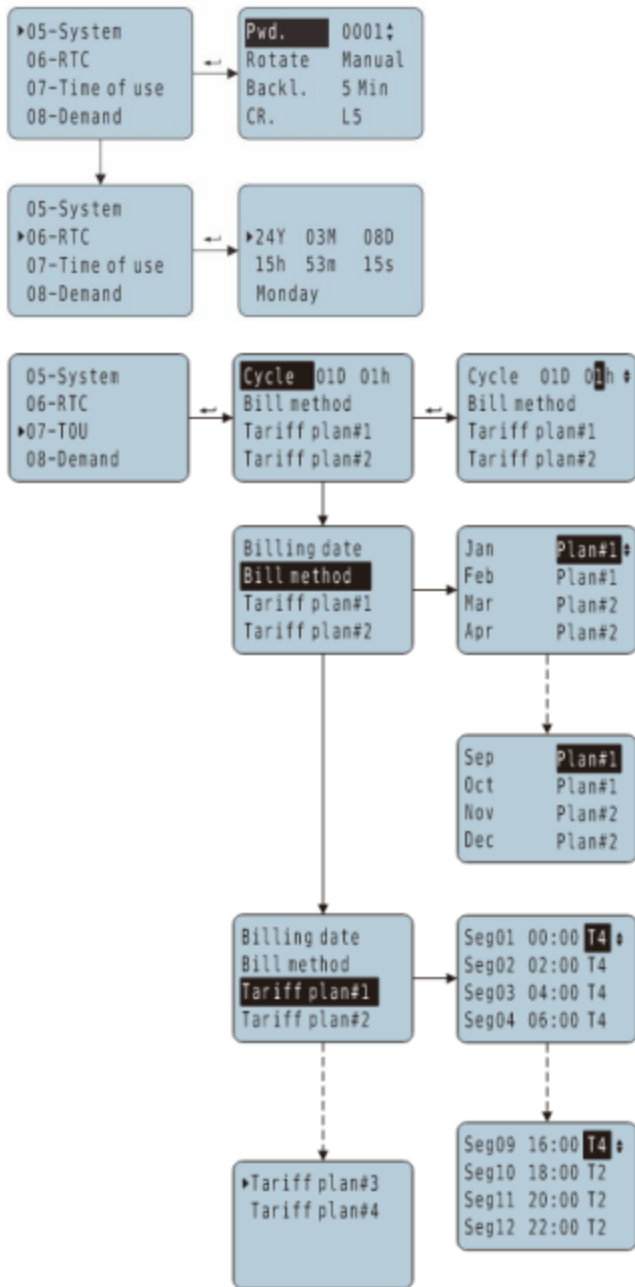 ▸05-System
06-RTC
07-Time of use
08-Demand
Pwd. 0001
Rotate Manual
Backl. 5 Min
CR. L5
05-System
▸06-RTC
07-Time of use
08-Demand
▸24Y 03M 08D
15h 53m 15s
Monday
05-System
06-RTC
▸07-TOU
08-Demand
Cycle 01D 01h
Bill method
Tariff plan#1
Tariff plan#2
Cycle 01D 01h
Bill method
Tariff plan#1
Tariff plan#2
Billing date
Bill method
Tariff plan#1
Tariff plan#2
Jan Plan#1
Feb Plan#1
Mar Plan#2
Apr Plan#2
Sep Plan#1
Oct Plan#1
Nov Plan#2
Dec Plan#2
Billing date
Bill method
Tariff plan#1
Tariff plan#2
Seg01 00:00 T4
Seg02 02:00 T4
Seg03 04:00 T4
Seg04 06:00 T4
▸Tariff plan#3
Tariff plan#4
Seg09 16:00 T4
Seg10 18:00 T2
Seg11 20:00 T2
Seg12 22:00 T2